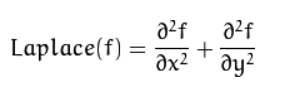 Laplace(f) = ∂²f/∂x² + ∂²f/∂y²